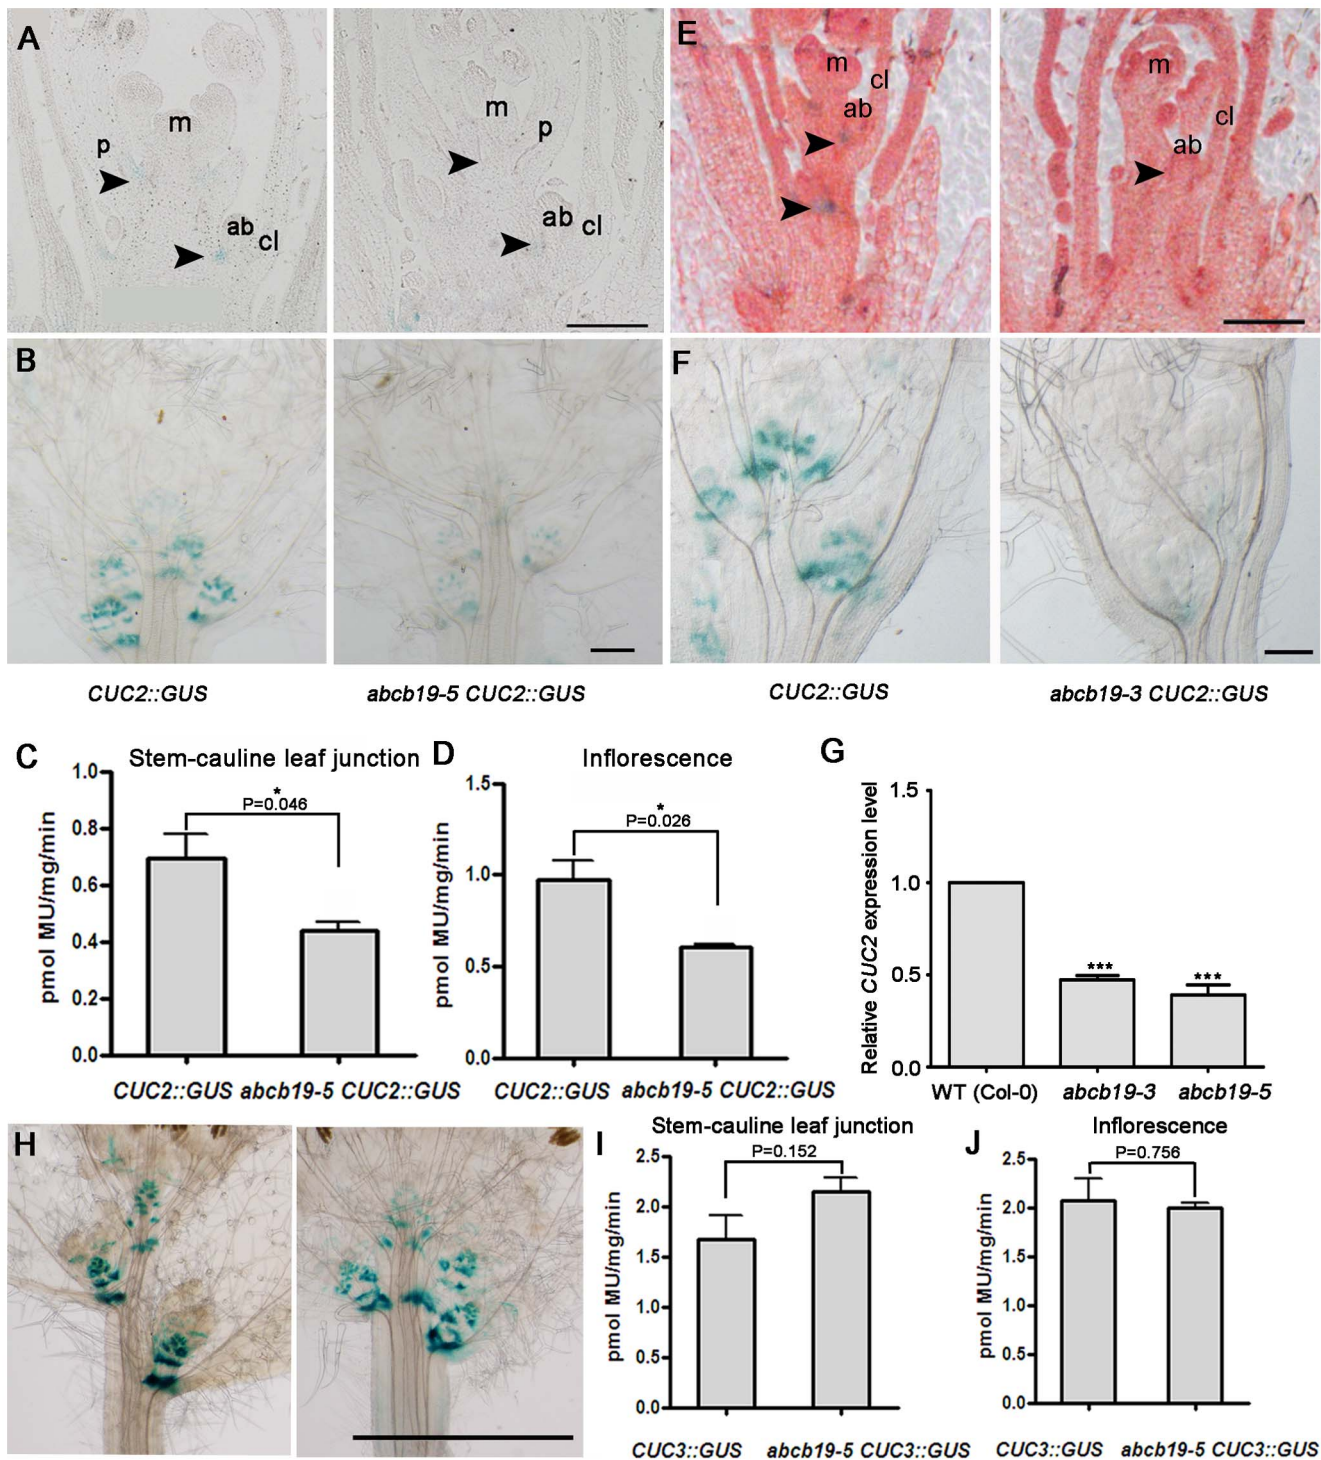 A
m
p
ab
cl
m
p
ab
cl
E
m
cl
ab
m
cl
ab
B
F
CUC2::GUS
abcb19-5 CUC2::GUS
CUC2::GUS
abcb19-3 CUC2::GUS
C
Stem-cauline leaf junction
pmol MU/mg/min
1.0
0.8
0.6
0.4
0.2
0.0
*
P=0.046
CUC2::GUS
abcb19-5 CUC2::GUS
D
Inflorescence
pmol MU/mg/min
1.5
1.0
0.5
0.0
*
P=0.026
CUC2::GUS
abcb19-5 CUC2::GUS
G
Relative CUC2 expression level
1.5
1.0
0.5
0.0
***
***
WT (Col-0)
abcb19-3
abcb19-5
H
I
Stem-cauline leaf junction
P=0.152
pmol MU/mg/min
2.5
2.0
1.5
1.0
0.5
0.0
CUC3::GUS
abcb19-5 CUC3::GUS
J
Inflorescence
P=0.756
pmol MU/mg/min
2.5
2.0
1.5
1.0
0.5
0.0
CUC3::GUS
abcb19-5 CUC3::GUS